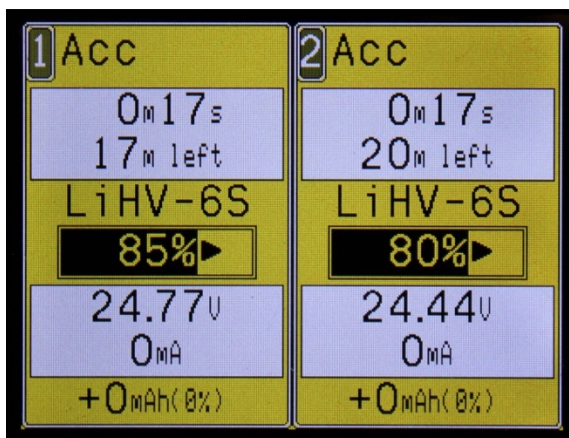 1 Acc
0M17s
17M left
LiHV-6S
85%▶
24.77V
0mA
+0mAh(0%)
2 Acc
0M17s
20M left
LiHV-6S
80%▶
24.44V
0mA
+0mAh(0%)